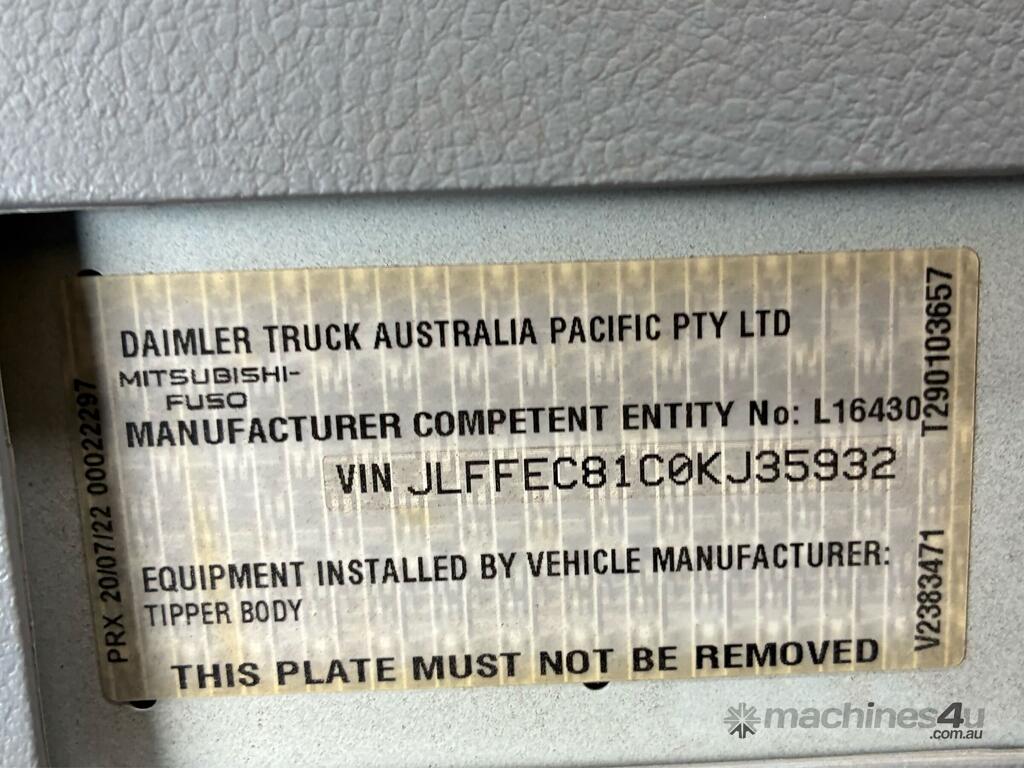 DAIMLER TRUCK AUSTRALIA PACIFIC PTY LTD
MITSUBISHI-
FUSO
MANUFACTURER COMPETENT ENTITY No: L16430
VIN JLFFEC81C0KJ35932
EQUIPMENT INSTALLED BY VEHICLE MANUFACTURER:
TIPPER BODY
THIS PLATE MUST NOT BE REMOVED
PRX 20/07/22 00022297
V2383471 T290103657
machines4u
.com.au